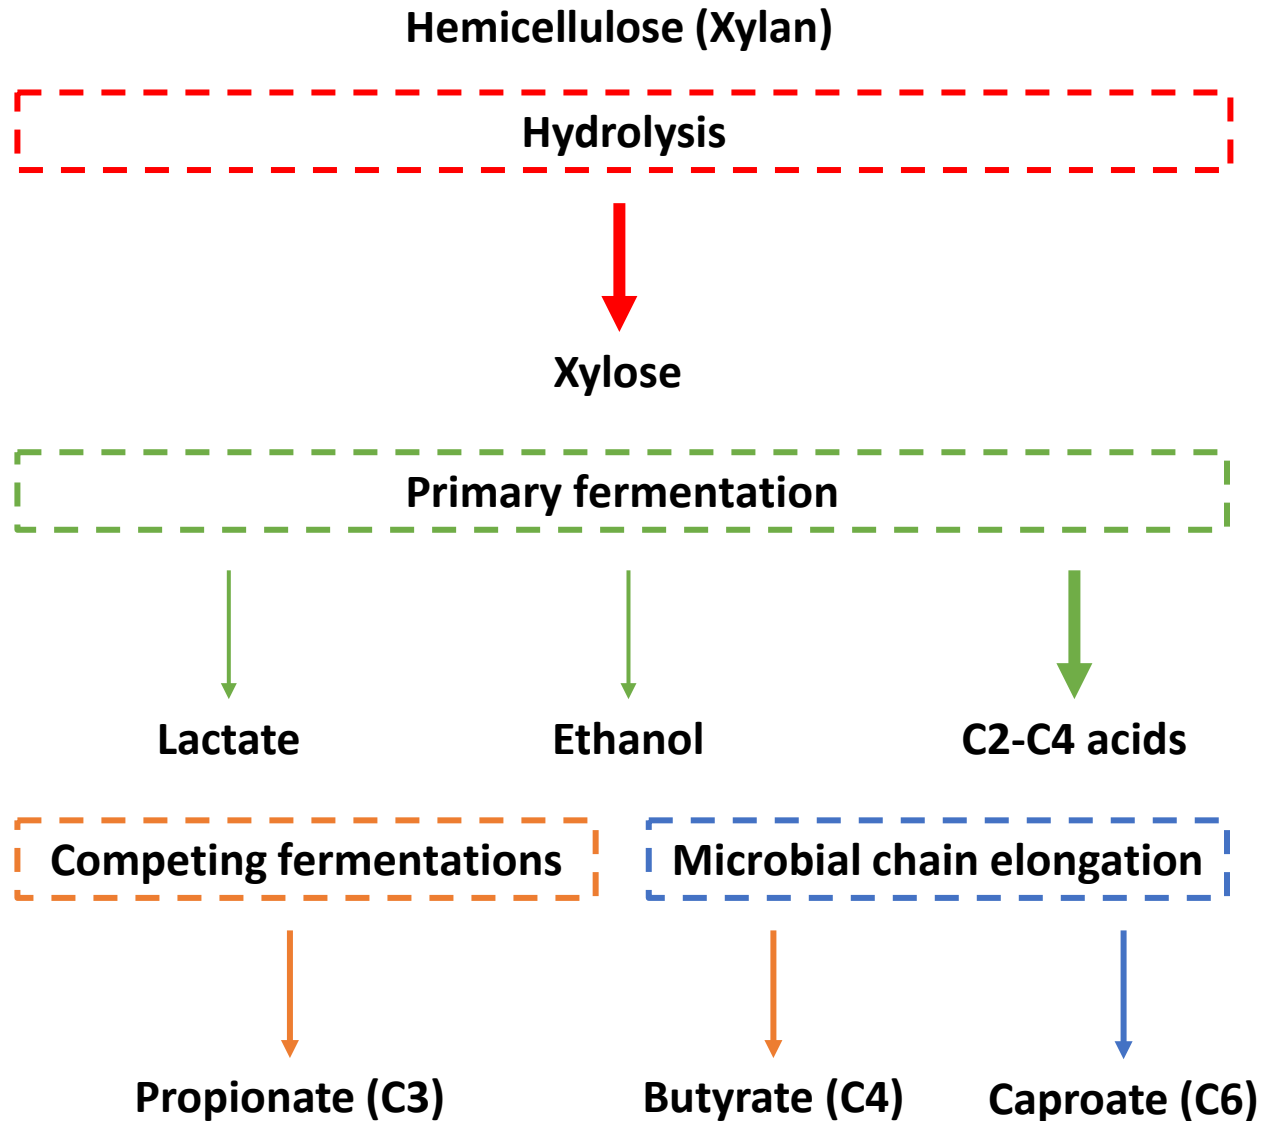 Hemicellulose (Xylan)
Hydrolysis
Xylose
Primary fermentation
Lactate
Ethanol
C2-C4 acids
Competing fermentations
Microbial chain elongation
Propionate (C3)
Butyrate (C4)
Caproate (C6)